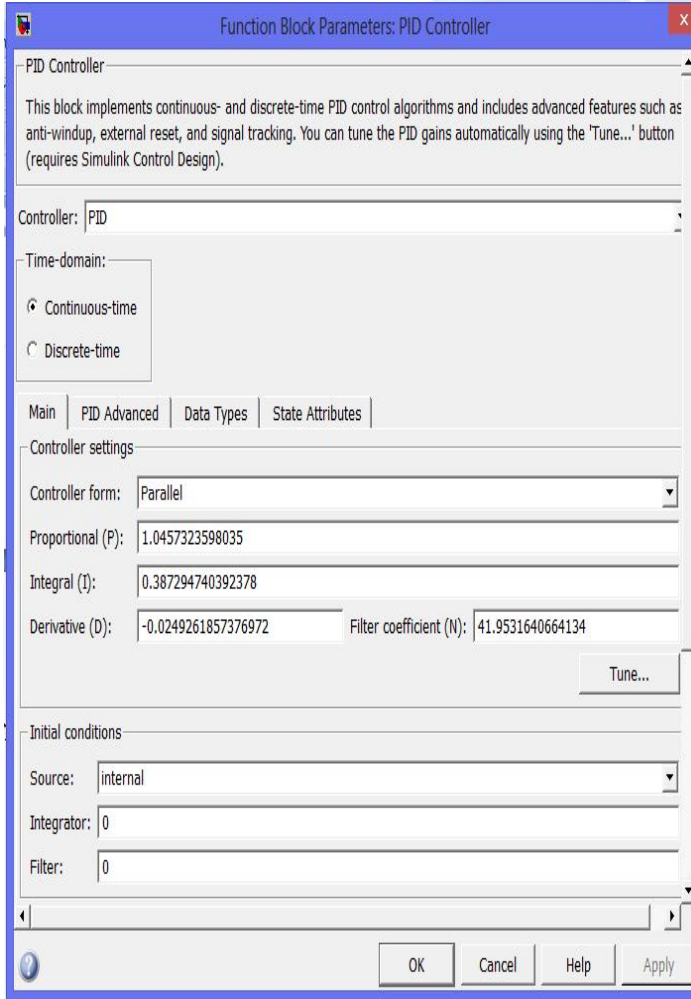 Function Block Parameters: PID Controller
x
PID Controller
This block implements continuous- and discrete-time PID control algorithms and includes advanced features such as
anti-windup, external reset, and signal tracking. You can tune the PID gains automatically using the 'Tune...' button
(requires Simulink Control Design).
Controller: PID
Time-domain:
Continuous-time
Discrete-time
Main PID Advanced Data Types State Attributes
Controller settings
Controller form: Parallel
Proportional (P): 1.0457323598035
Integral (I): 0.387294740392378
Derivative (D): -0.0249261857376972 Filter coefficient (N): 41.9531640664134
Tune...
Initial conditions
Source: internal
Integrator: 0
Filter: 0
? OK Cancel Help Apply